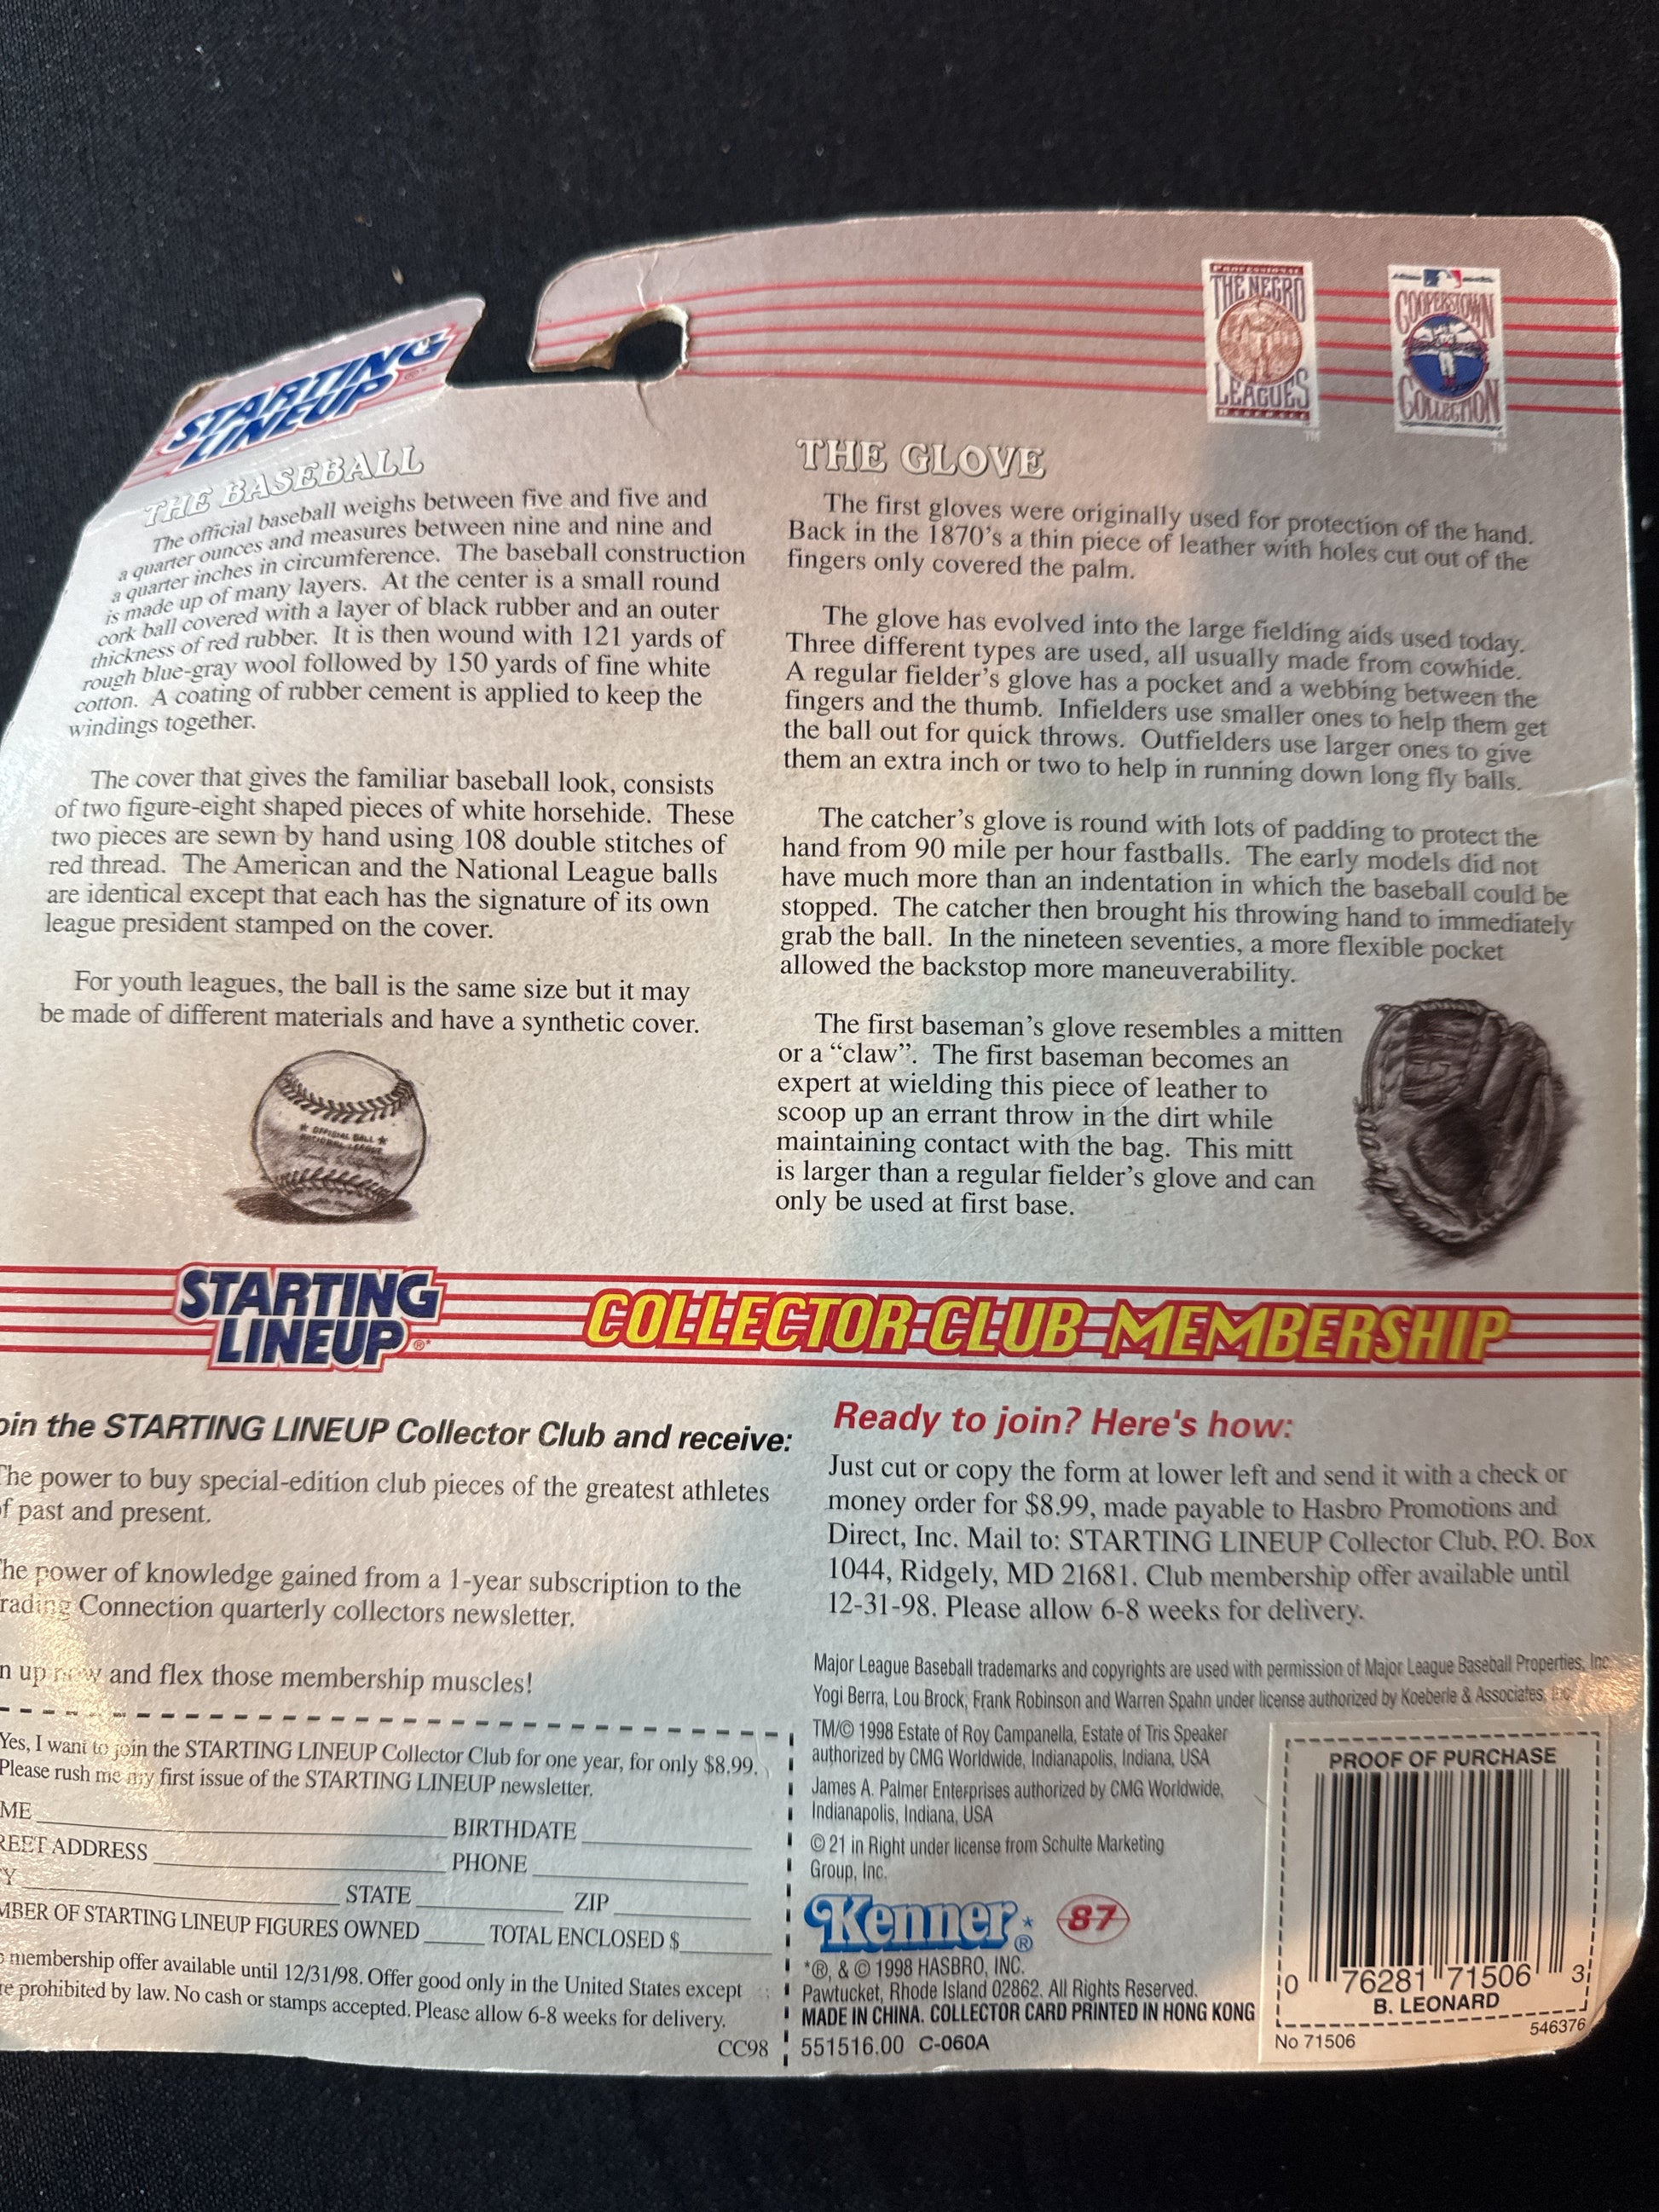 STARTING
LINEUP
PROFESSIONAL
THE NEGRO
LEAGUES
BASEBALL
TM
COOPERSTOWN
COLLECTION
TM
THE BASEBALL
The official baseball weighs between five and five and
a quarter ounces and measures between nine and nine and
a quarter inches in circumference. The baseball construction
is made up of many layers. At the center is a small round
cork ball covered with a layer of black rubber and an outer
thickness of red rubber. It is then wound with 121 yards of
rough blue-gray wool followed by 150 yards of fine white
cotton. A coating of rubber cement is applied to keep the
windings together.
The cover that gives the familiar baseball look, consists
of two figure-eight shaped pieces of white horsehide. These
two pieces are sewn by hand using 108 double stitches of
red thread. The American and the National League balls
are identical except that each has the signature of its own
league president stamped on the cover.
For youth leagues, the ball is the same size but it may
be made of different materials and have a synthetic cover.
OFFICIAL BALL
NATIONAL LEAGUE
THE GLOVE
The first gloves were originally used for protection of the hand.
Back in the 1870's a thin piece of leather with holes cut out of the
fingers only covered the palm.
The glove has evolved into the large fielding aids used today.
Three different types are used, all usually made from cowhide.
A regular fielder's glove has a pocket and a webbing between the
fingers and the thumb. Infielders use smaller ones to help them get
the ball out for quick throws. Outfielders use larger ones to give
them an extra inch or two to help in running down long fly balls.
The catcher's glove is round with lots of padding to protect the
hand from 90 mile per hour fastballs. The early models did not
have much more than an indentation in which the baseball could be
stopped. The catcher then brought his throwing hand to immediately
grab the ball. In the nineteen seventies, a more flexible pocket
allowed the backstop more maneuverability.
The first baseman's glove resembles a mitten
or a “claw”. The first baseman becomes an
expert at wielding this piece of leather to
scoop up an errant throw in the dirt while
maintaining contact with the bag. This mitt
is larger than a regular fielder's glove and can
only be used at first base.
STARTING
LINEUP®*
COLLECTOR CLUB MEMBERSHIP
oin the STARTING LINEUP Collector Club and receive:
The power to buy special-edition club pieces of the greatest athletes
f past and present.
he power of knowledge gained from a 1-year subscription to the
rading Connection quarterly collectors newsletter.
n up now and flex those membership muscles!
Yes, I want to join the STARTING LINEUP Collector Club for one year, for only $8.99.
Please rush me my first issue of the STARTING LINEUP newsletter.
ME BIRTHDATE
REET ADDRESS PHONE
Y STATE ZIP
MBER OF STARTING LINEUP FIGURES OWNED TOTAL ENCLOSED $
s membership offer available until 12/31/98. Offer good only in the United States except
re prohibited by law. No cash or stamps accepted. Please allow 6-8 weeks for delivery.
CC98
Ready to join? Here's how:
Just cut or copy the form at lower left and send it with a check or
money order for $8.99, made payable to Hasbro Promotions and
Direct, Inc. Mail to: STARTING LINEUP Collector Club, P.O. Box
1044, Ridgely, MD 21681. Club membership offer available until
12-31-98. Please allow 6-8 weeks for delivery.
Major League Baseball trademarks and copyrights are used with permission of Major League Baseball Properties, Inc.
Yogi Berra, Lou Brock, Frank Robinson and Warren Spahn under license authorized by Koeberle & Associates, Inc.
TM/© 1998 Estate of Roy Campanella, Estate of Tris Speaker
authorized by CMG Worldwide, Indianapolis, Indiana, USA
James A. Palmer Enterprises authorized by CMG Worldwide,
Indianapolis, Indiana, USA
© 21 in Right under license from Schulte Marketing
Group, Inc.
Kenner*® 87
*®, & © 1998 HASBRO, INC.
Pawtucket, Rhode Island 02862. All Rights Reserved.
MADE IN CHINA. COLLECTOR CARD PRINTED IN HONG KONG
551516.00 C-060A
PROOF OF PURCHASE
0 76281 71506 3
B. LEONARD
No 71506
546376